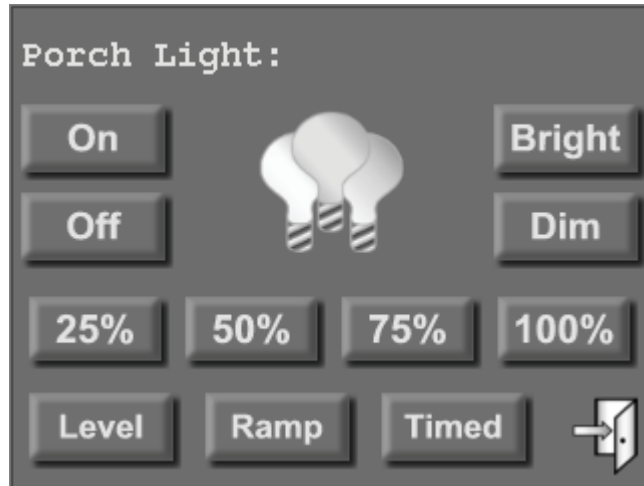 Porch Light:
On
Bright
Off
Dim
25% 50% 75% 100%
Level Ramp Timed